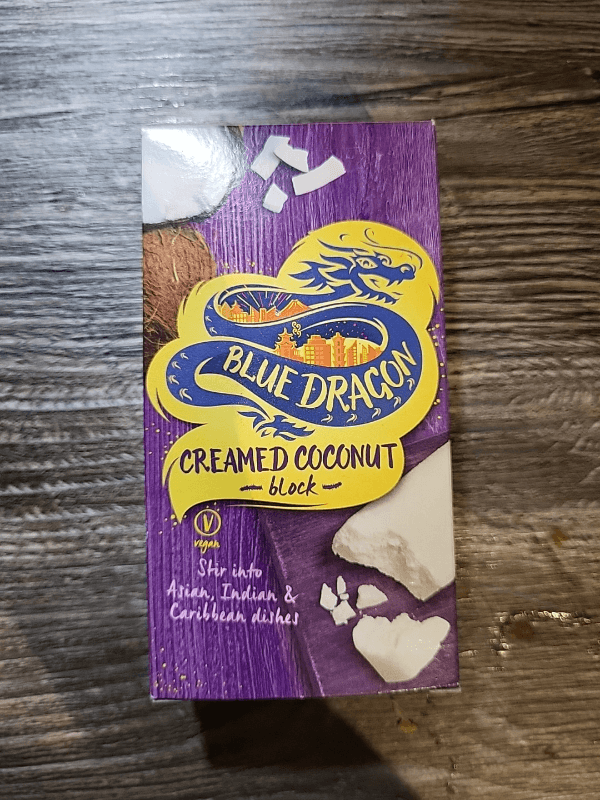 BLUE DRAGON
CREAMED COCONUT
block
V
vegan
Stir into
Asian, Indian &
Caribbean dishes